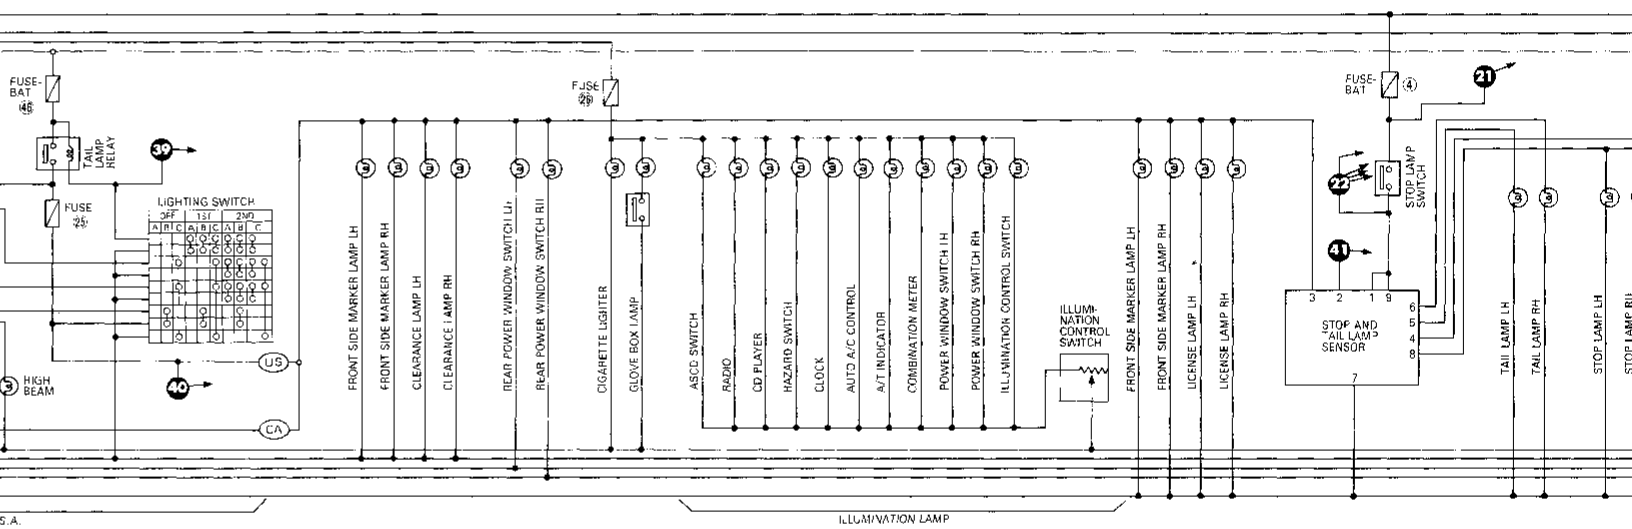 FUSE-
BAT
46
TAIL
LAMP
RELAY
39
FUSE
25
LIGHTING SWITCH
OFF 1ST 2ND
A B C A B C A B C
US
40
HIGH
BEAM
CA
S.A.
FRONT SIDE MARKER LAMP LH
FRONT SIDE MARKER LAMP RH
CLEARANCE LAMP LH
CLEARANCE LAMP RH
REAR POWER WINDOW SWITCH LH
REAR POWER WINDOW SWITCH RH
FUSE
CIGARETTE LIGHTER
GLOVE BOX LAMP
ASCD SWITCH
RADIO
CD PLAYER
HAZARD SWITCH
CLOCK
AUTO A/C CONTROL
A/T INDICATOR
COMBINATION METER
POWER WINDOW SWITCH LH
POWER WINDOW SWITCH RH
ILLUMINATION CONTROL SWITCH
ILLUMI-
NATION
CONTROL
SWITCH
ILLUMINATION LAMP
FRONT SIDE MARKER LAMP LH
FRONT SIDE MARKER LAMP RH
LICENSE LAMP LH
LICENSE LAMP RH
FUSE-
BAT
4
21
22
STOP LAMP
SWITCH
41
3 2 1 9
STOP AND
TAIL LAMP
SENSOR
6
5
4
8
7
TAIL LAMP LH
TAIL LAMP RH
STOP LAMP LH
STOP LAMP RH